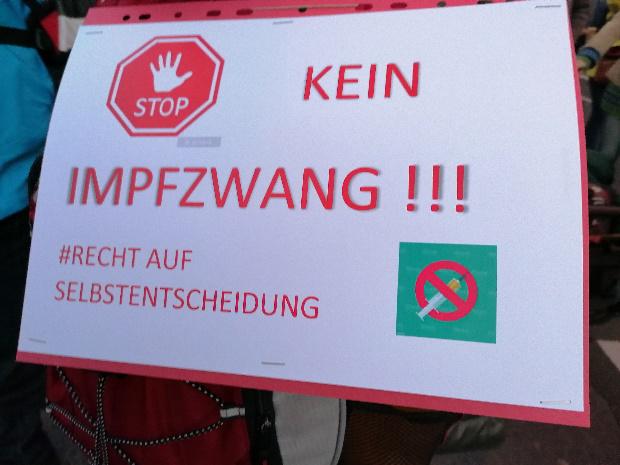 STOP
KEIN
IMPFZWANG !!!
#RECHT AUF
SELBSTENTSCHEIDUNG